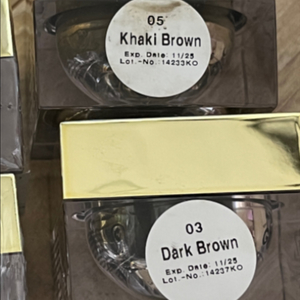 05
Khaki Brown
Exp. Date: 11/25
Lot.-No.:14233KO
03
Dark Brown
Exp. Date: 11/25
Lot.-No.:14237KO